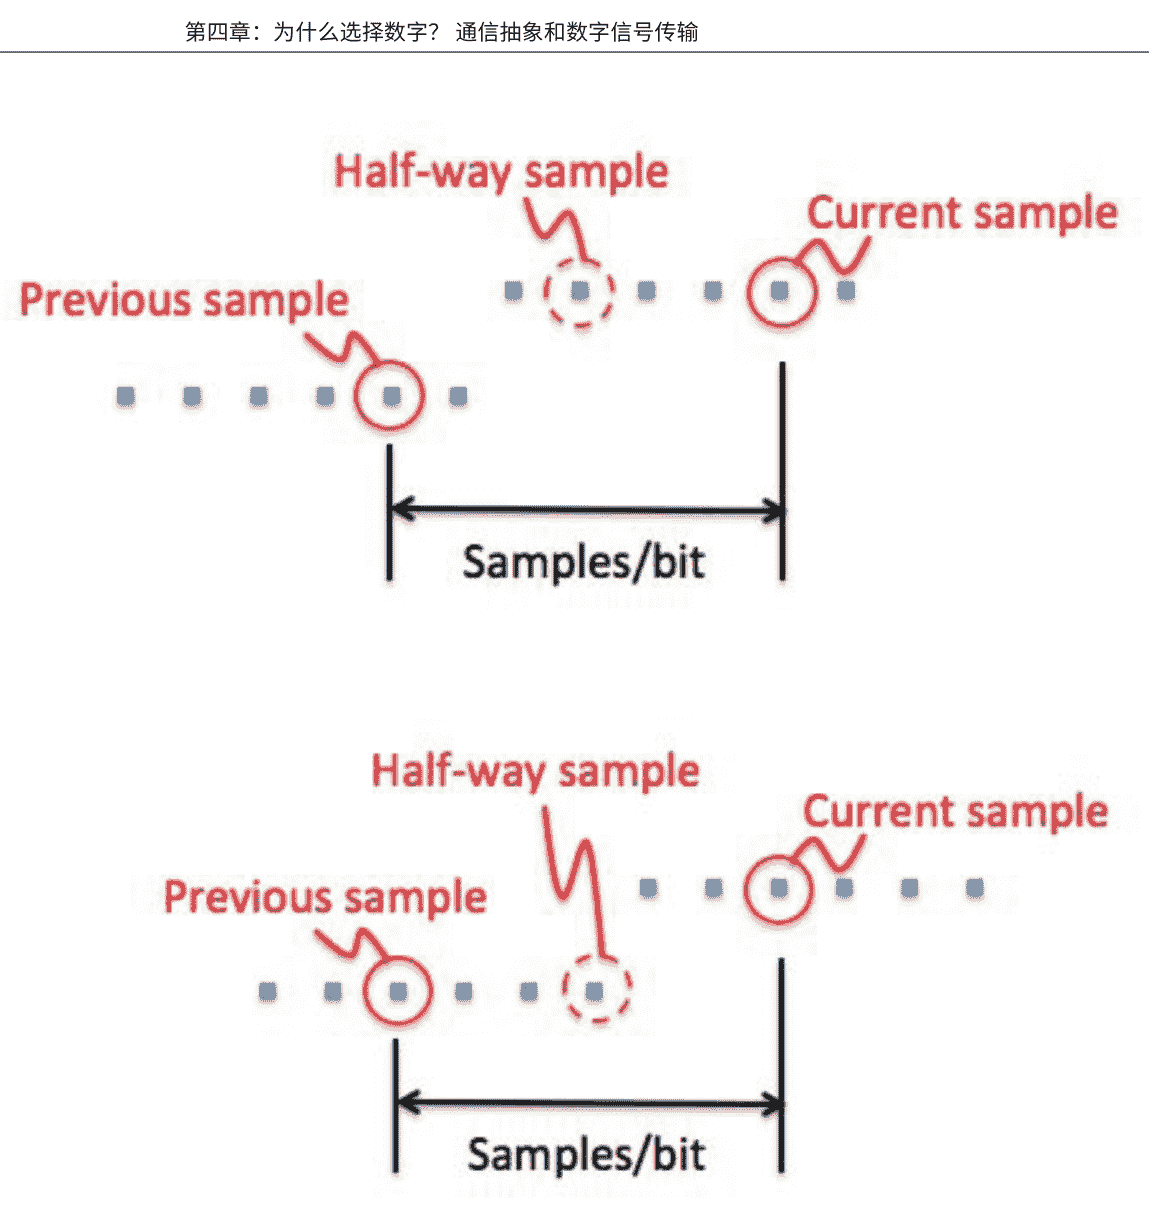 第四章：为什么选择数字？ 通信抽象和数字信号传输
Half-way sample
Current sample
Previous sample
Samples/bit
Half-way sample
Current sample
Previous sample
Samples/bit